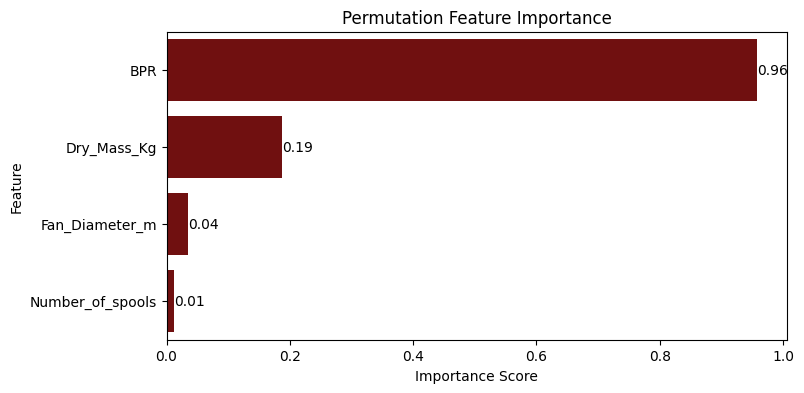 Permutation Feature Importance
Feature
BPR
0.96
Dry_Mass_Kg
0.19
Fan_Diameter_m
0.04
Number_of_spools
0.01
0.0 0.2 0.4 0.6 0.8 1.0
Importance Score